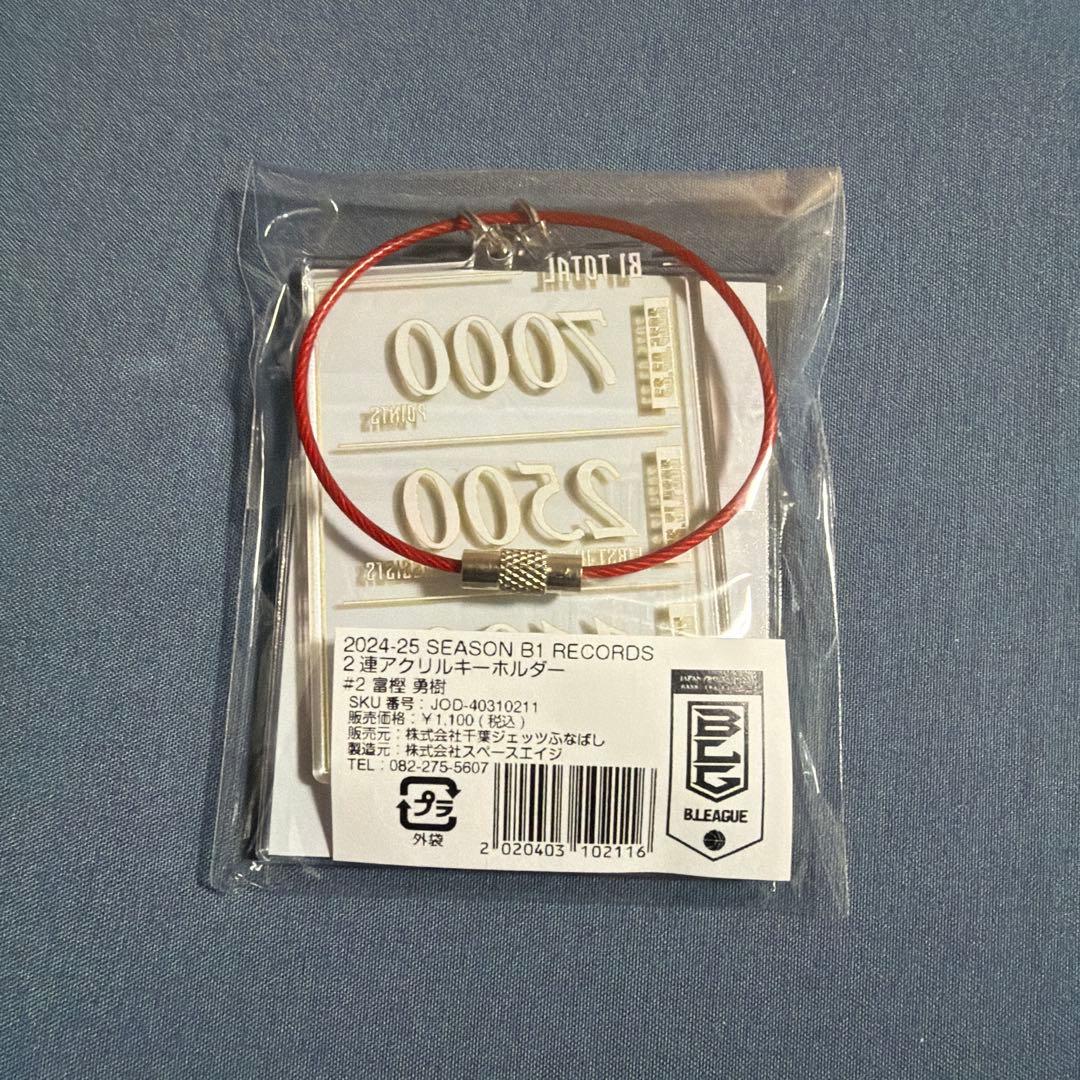 B1 TOTAL
7000
POINTS
2500
2024-25 SEASON B1 RECORDS
2連アクリルキーホルダー
#2 富樫 勇樹
SKU 番号：JOD-40310211
販売価格：￥1,100（税込）
販売元：株式会社千葉ジェッツふなばし
製造元：株式会社スペースエイジ
TEL：082-275-5607
プラ
外袋
2 020403 102116
B.LEAGUE